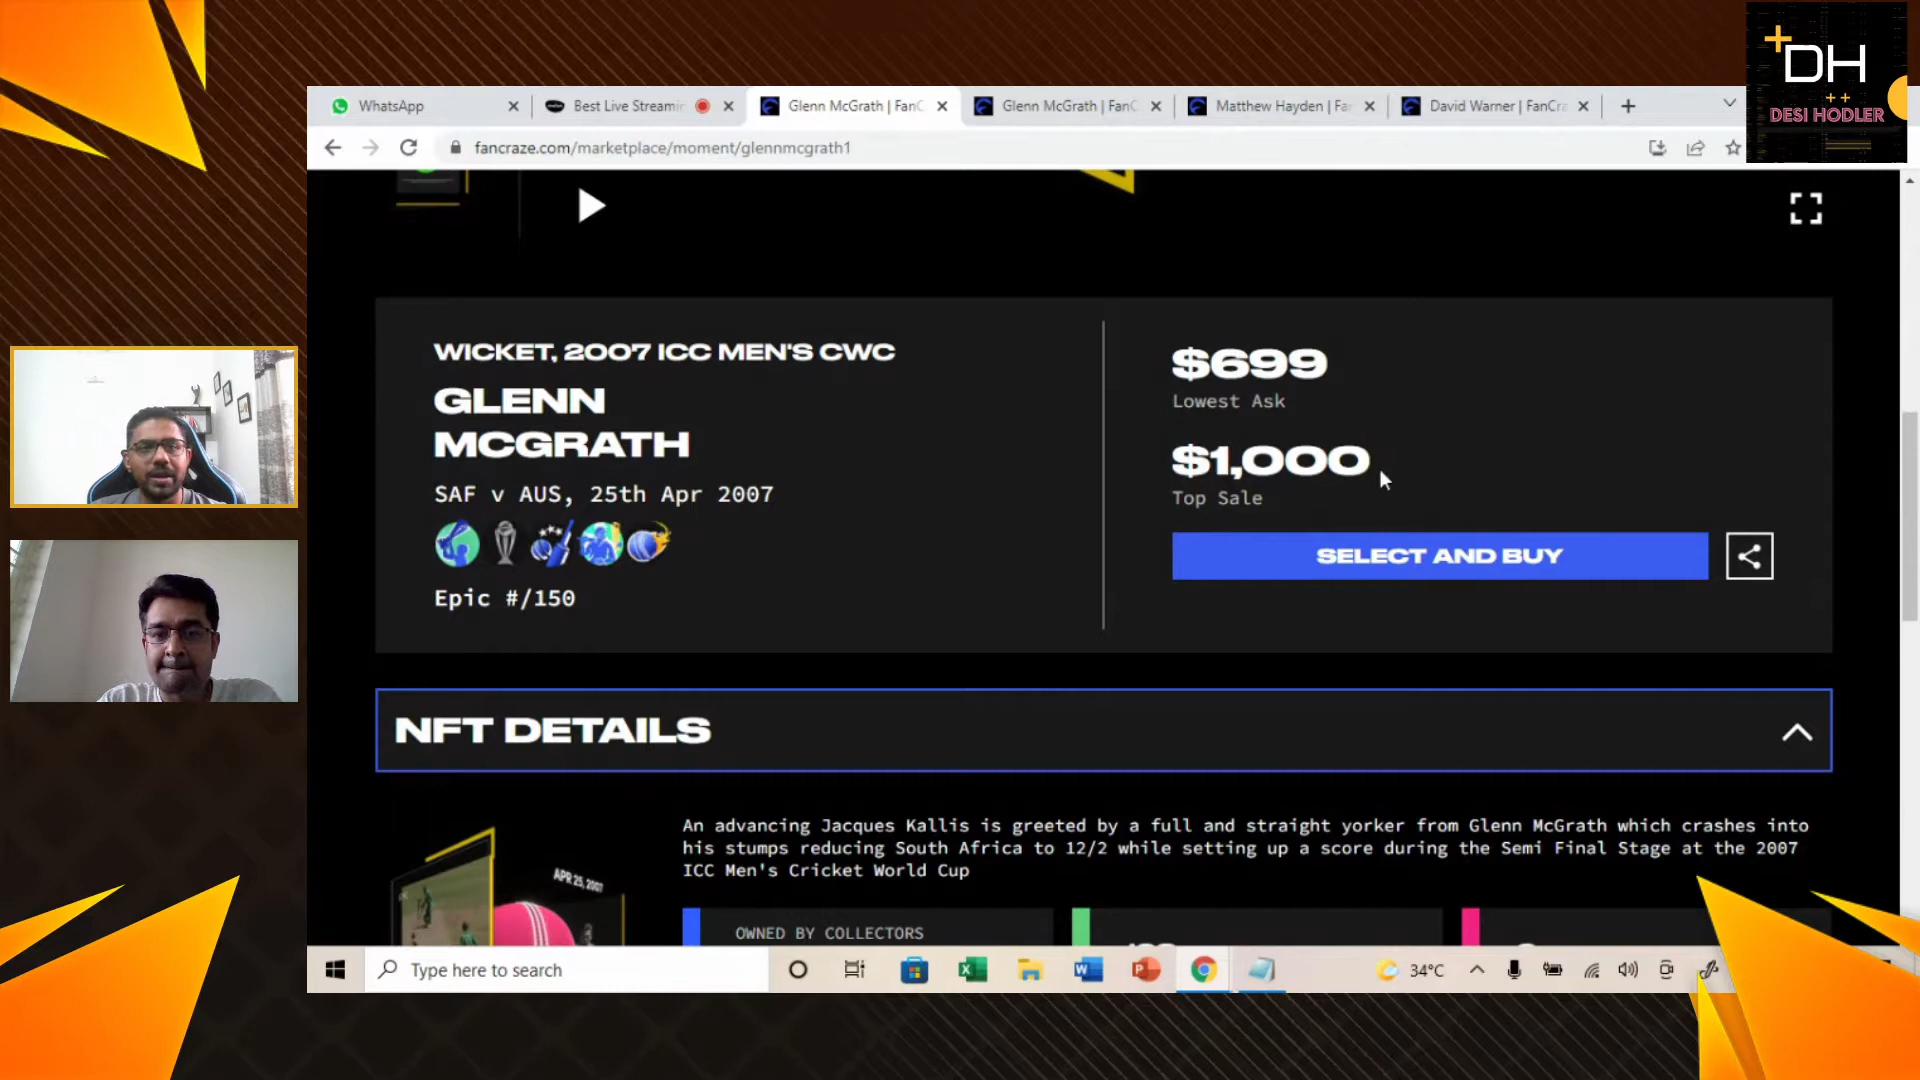 DH
DESI HODLER
WhatsApp
Best Live Streami
Glenn McGrath | FanC
Glenn McGrath | FanC
Matthew Hayden | Fa
David Warner | FanCra
fancraze.com/marketplace/moment/glennmcgrath1
WICKET, 2007 ICC MEN'S CWC
GLENN
MCGRATH
SAF v AUS, 25th Apr 2007
Epic #/150
$699
Lowest Ask
$1,000
Top Sale
SELECT AND BUY
NFT DETAILS
An advancing Jacques Kallis is greeted by a full and straight yorker from Glenn McGrath which crashes into
his stumps reducing South Africa to 12/2 while setting up a score during the Semi Final Stage at the 2007
ICC Men's Cricket World Cup
APR 25, 2007
OWNED BY COLLECTORS
Type here to search
34°C